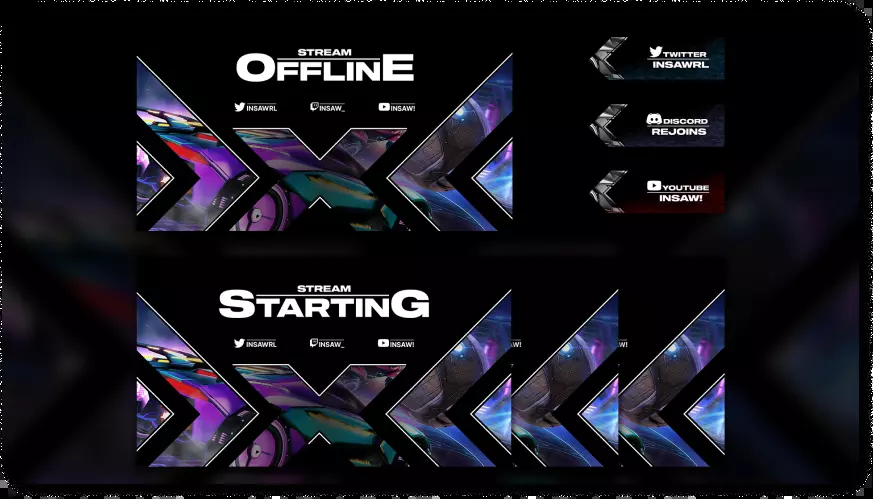 STREAM
OFFLINE
INSAWRL INSAW_ INSAW!
TWITTER
INSAWRL
DISCORD
REJOINS
YOUTUBE
INSAW!
STREAM
STARTING
INSAWRL INSAW_ INSAW! W! W!